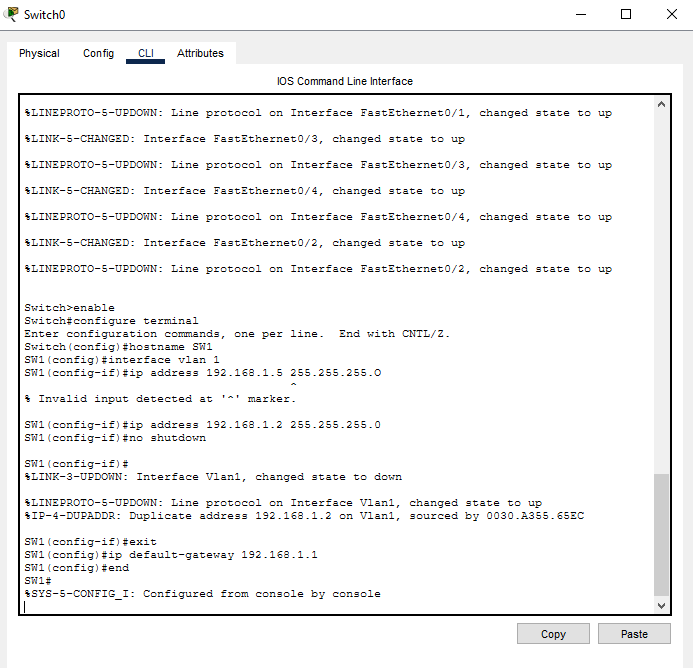 Switch0
Physical Config CLI Attributes
IOS Command Line Interface
%LINEPROTO-5-UPDOWN: Line protocol on Interface FastEthernet0/1, changed state to up
%LINK-5-CHANGED: Interface FastEthernet0/3, changed state to up
%LINEPROTO-5-UPDOWN: Line protocol on Interface FastEthernet0/3, changed state to up
%LINK-5-CHANGED: Interface FastEthernet0/4, changed state to up
%LINEPROTO-5-UPDOWN: Line protocol on Interface FastEthernet0/4, changed state to up
%LINK-5-CHANGED: Interface FastEthernet0/2, changed state to up
%LINEPROTO-5-UPDOWN: Line protocol on Interface FastEthernet0/2, changed state to up
Switch>enable
Switch#configure terminal
Enter configuration commands, one per line.  End with CNTL/Z.
Switch(config)#hostname SW1
SW1(config)#interface vlan 1
SW1(config-if)#ip address 192.168.1.5 255.255.255.O
^
% Invalid input detected at '^' marker.
SW1(config-if)#ip address 192.168.1.2 255.255.255.0
SW1(config-if)#no shutdown
SW1(config-if)#
%LINK-3-UPDOWN: Interface Vlan1, changed state to down
%LINEPROTO-5-UPDOWN: Line protocol on Interface Vlan1, changed state to up
%IP-4-DUPADDR: Duplicate address 192.168.1.2 on Vlan1, sourced by 0030.A355.65EC
SW1(config-if)#exit
SW1(config)#ip default-gateway 192.168.1.1
SW1(config)#end
SW1#
%SYS-5-CONFIG_I: Configured from console by console
Copy Paste